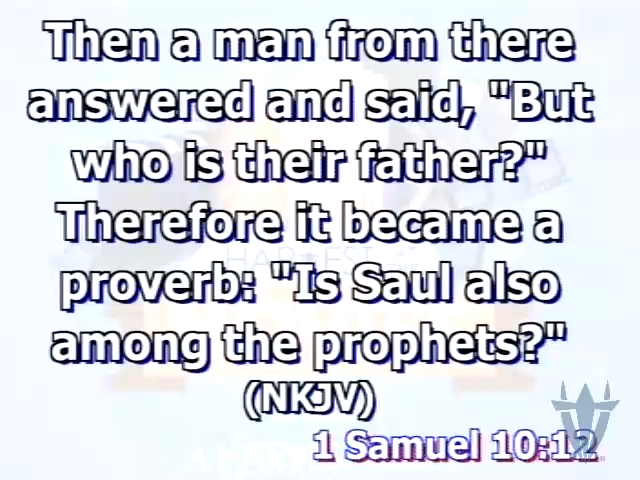 Then a man from there
answered and said, "But
who is their father?"
Therefore it became a
HARVEST
proverb: "Is Saul also
among the prophets?"
(NKJV)
1 Samuel 10:12